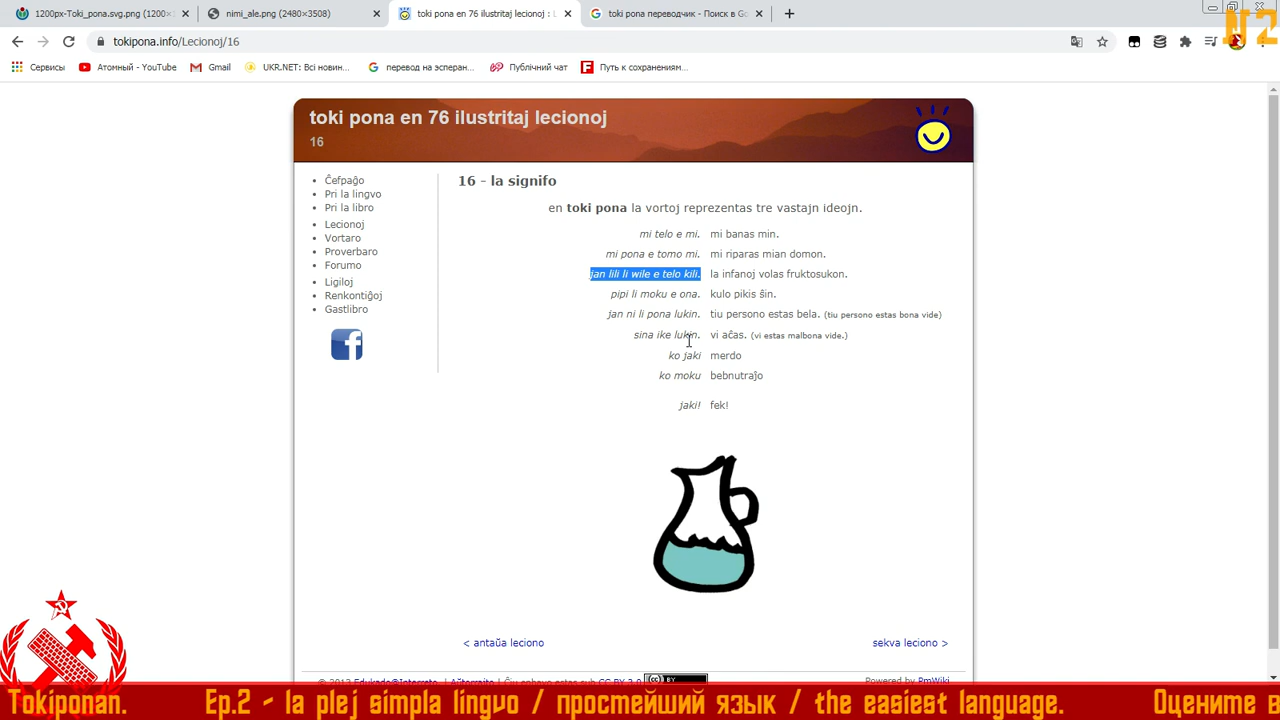 1200px-Toki_pona.svg.png (1200×1
nimi_ale.png (2480×3508)
toki pona en 76 ilustritaj lecionoj : L
toki pona переводчик - Поиск в Go
tokipona.info/Lecionoj/16
Сервисы
Атомный - YouTube
Gmail
UKR.NET: Всі новин...
перевод на эсперан...
Публічний чат
Путь к сохранениям...
N2
toki pona en 76 ilustritaj lecionoj
16
Ĉefpaĝo
Pri la lingvo
Pri la libro
Lecionoj
Vortaro
Proverbaro
Forumo
Ligiloj
Renkontiĝoj
Gastlibro
16 - la signifo
en toki pona la vortoj reprezentas tre vastajn ideojn.
mi telo e mi. mi banas min.
mi pona e tomo mi. mi riparas mian domon.
jan lili li wile e telo kili. la infanoj volas fruktosukon.
pipi li moku e ona. kulo pikis ŝin.
jan ni li pona lukin. tiu persono estas bela. (tiu persono estas bona vide)
sina ike lukin. vi aĉas. (vi estas malbona vide.)
ko jaki merdo
ko moku bebnutraĵo
jaki! fek!
< antaŭa leciono
sekva leciono >
Powered by PmWiki
Tokiponan. Ep.2 - la plej simpla lingvo / простейший язык / the easiest language. Оцените в